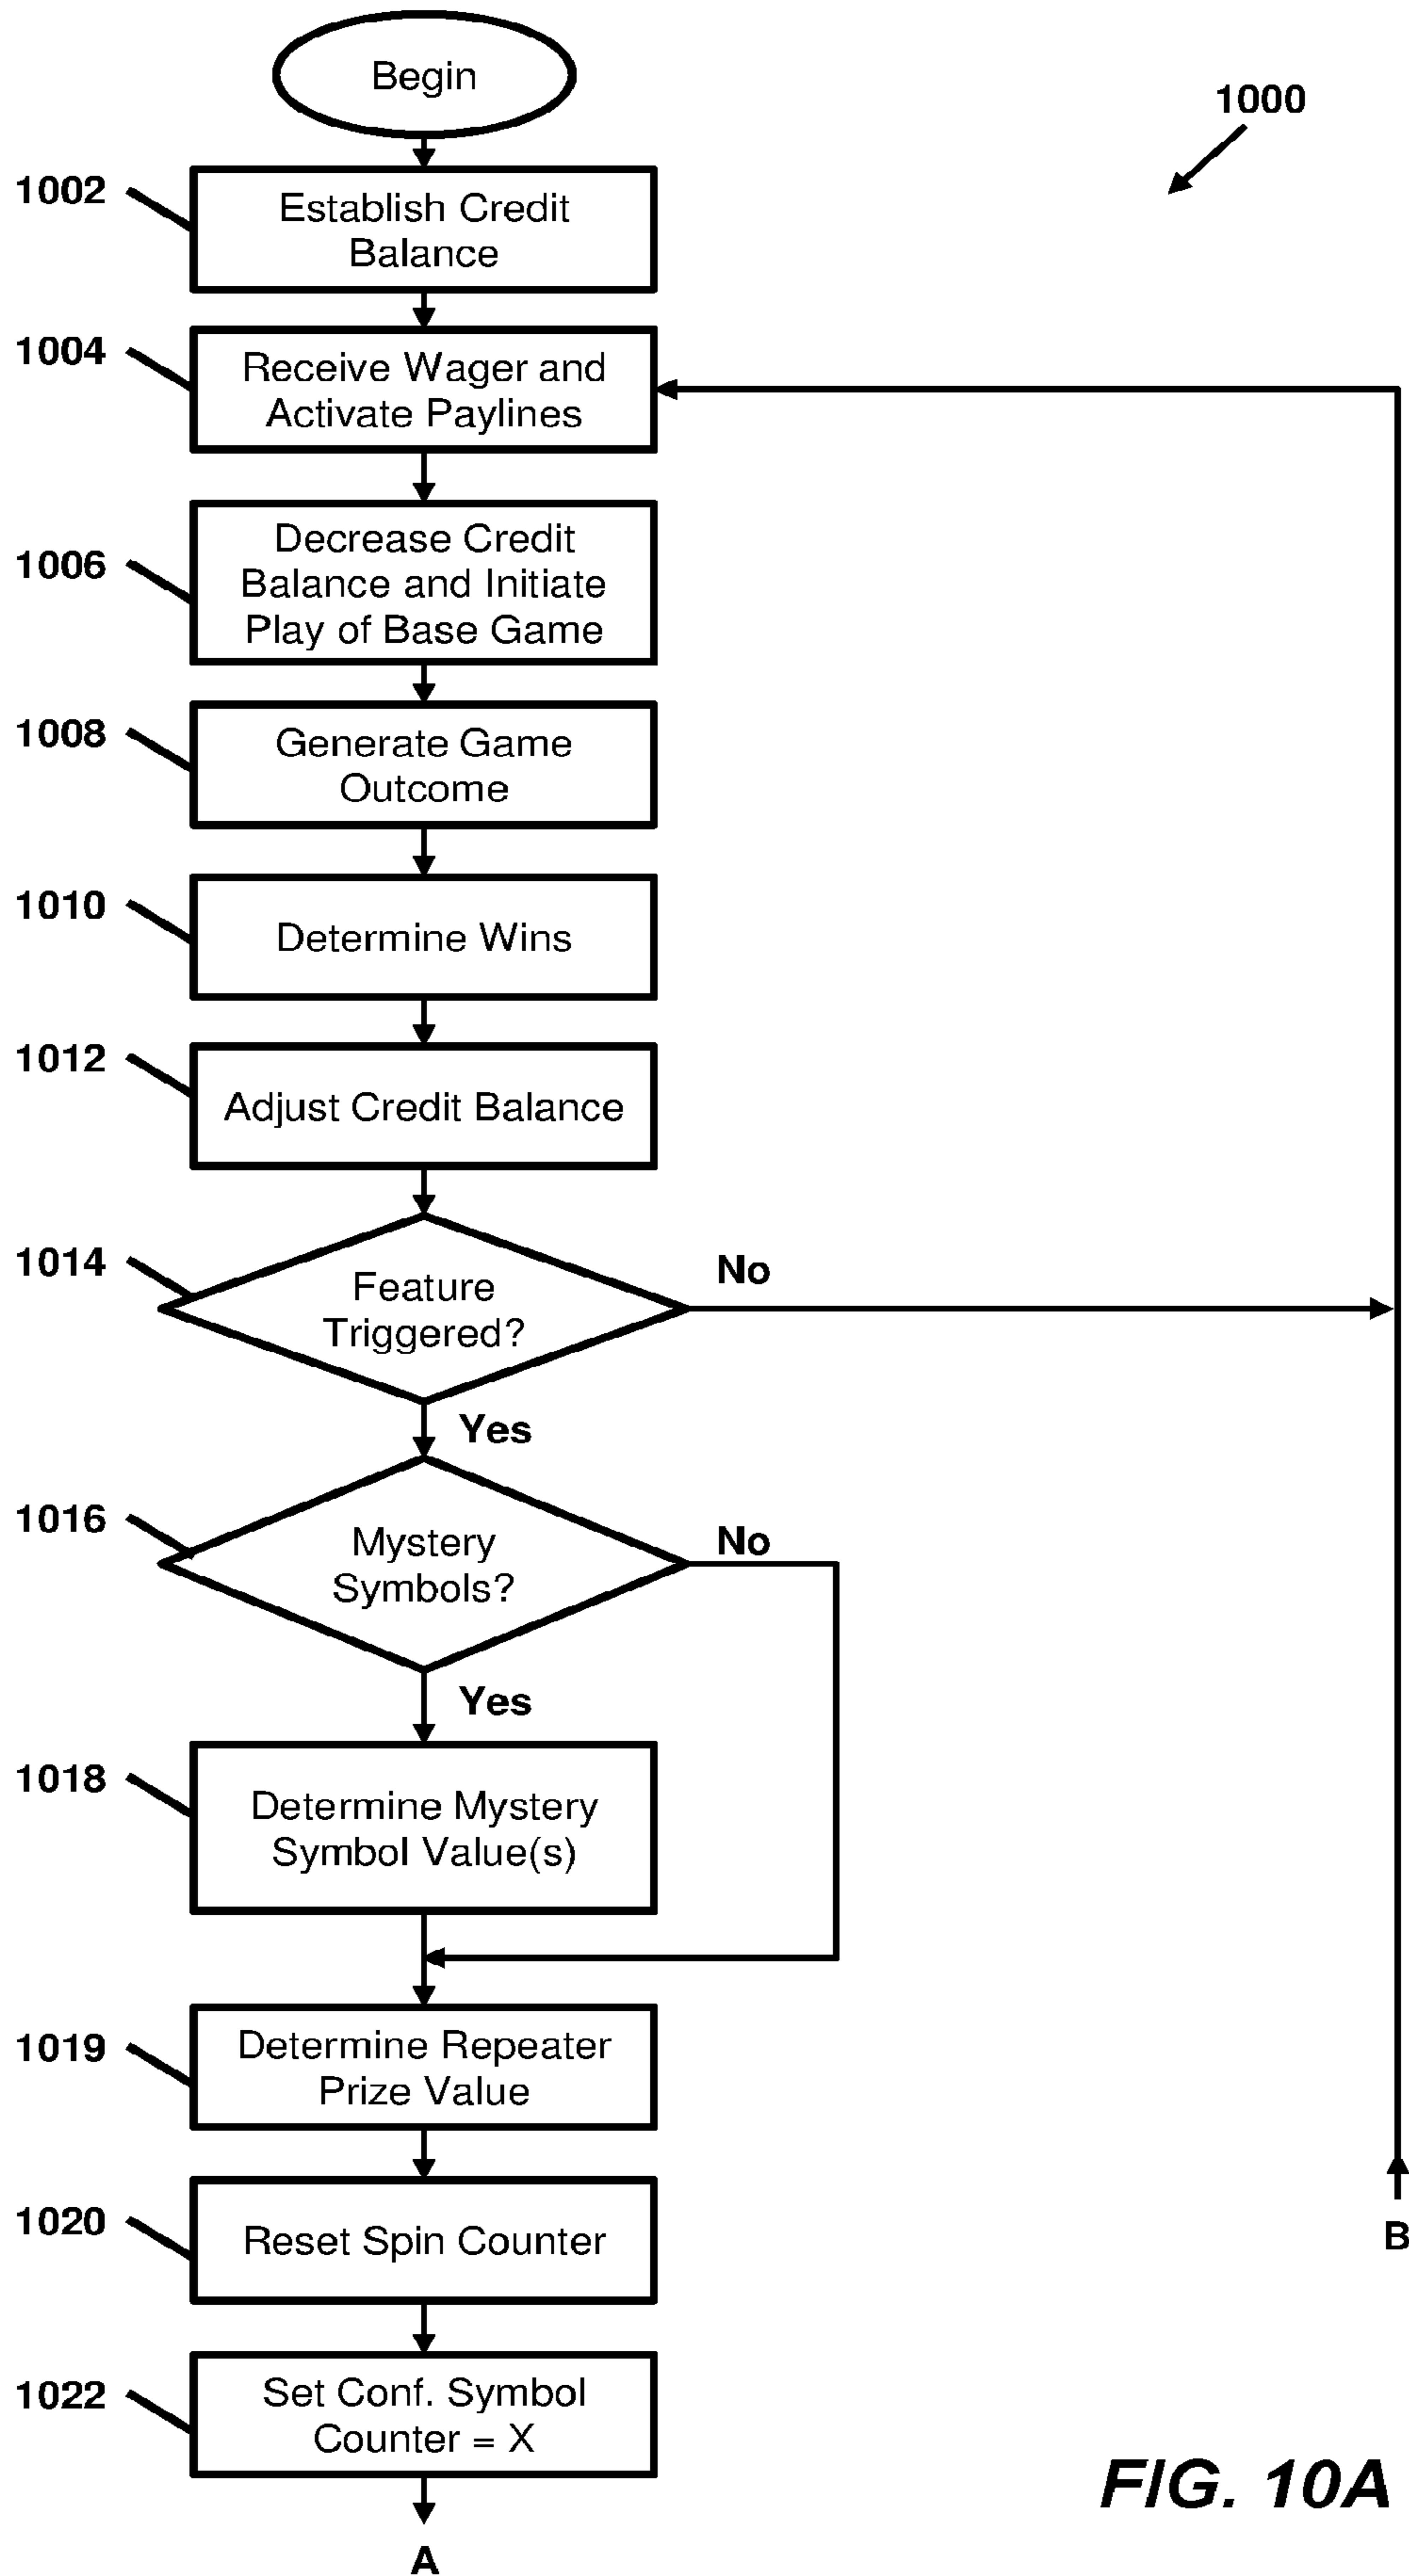 Begin
1000
1002
Establish Credit
Balance
1004
Receive Wager and
Activate Paylines
1006
Decrease Credit
Balance and Initiate
Play of Base Game
1008
Generate Game
Outcome
1010
Determine Wins
1012
Adjust Credit Balance
1014
Feature
Triggered?
No
Yes
1016
Mystery
Symbols?
No
Yes
1018
Determine Mystery
Symbol Value(s)
1019
Determine Repeater
Prize Value
1020
Reset Spin Counter
B
1022
Set Conf. Symbol
Counter = X
A
FIG. 10A